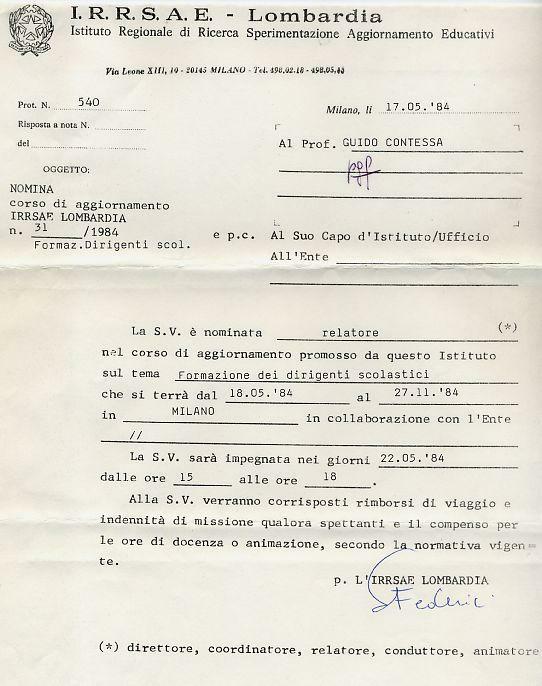 I. R. R. S. A. E. - Lombardia
Istituto Regionale di Ricerca Sperimentazione Aggiornamento Educativi
Via Leone XIII, 10 - 20145 MILANO - Tel. 498.02.18 - 498.05.43
Prot. N. 540
Milano, li 17.05.'84
Risposta a nota N.
del
Al Prof. GUIDO CONTESSA
OGGETTO:
NOMINA
corso di aggiornamento
IRRSAE LOMBARDIA
n. 31 /1984
Formaz.Dirigenti scol.
e p.c. Al Suo Capo d'Istituto/Ufficio
All'Ente
La S.V. è nominata relatore (*)
nel corso di aggiornamento promosso da questo Istituto
sul tema Formazione dei dirigenti scolastici
che si terrà dal 18.05.'84 al 27.11.'84
in MILANO in collaborazione con l'Ente
//
La S.V. sarà impegnata nei giorni 22.05.'84
dalle ore 15 alle ore 18 .
Alla S.V. verranno corrisposti rimborsi di viaggio e
indennità di missione qualora spettanti e il compenso per
le ore di docenza o animazione, secondo la normativa vigen=
te.
p. L'IRRSAE LOMBARDIA
Federici
(*) direttore, coordinatore, relatore, conduttore, animatore